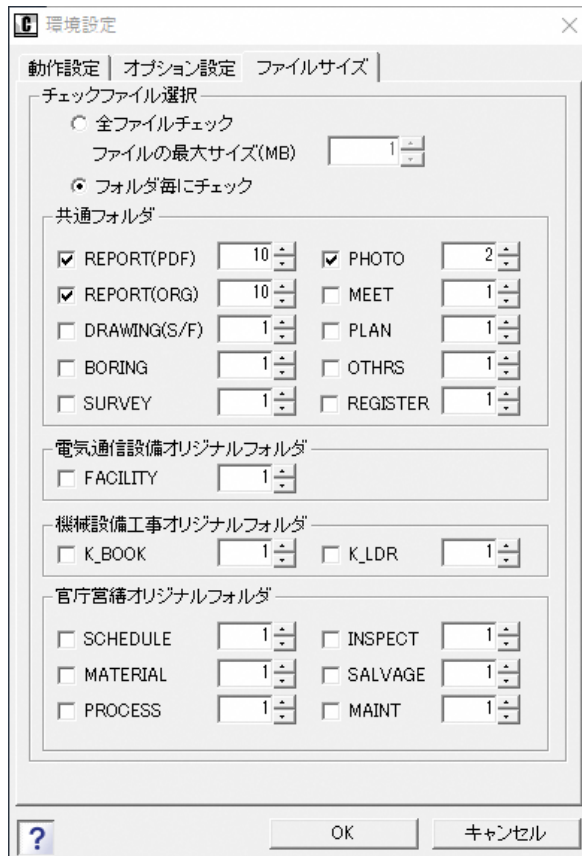 C 環境設定
動作設定 オプション設定 ファイルサイズ
チェックファイル選択
全ファイルチェック
ファイルの最大サイズ(MB) 1
フォルダ毎にチェック
共通フォルダ
REPORT(PDF) 10 PHOTO 2
REPORT(ORG) 10 MEET 1
DRAWING(S/F) 1 PLAN 1
BORING 1 OTHRS 1
SURVEY 1 REGISTER 1
電気通信設備オリジナルフォルダ
FACILITY 1
機械設備工事オリジナルフォルダ
K_BOOK 1 K_LDR 1
官庁営繕オリジナルフォルダ
SCHEDULE 1 INSPECT 1
MATERIAL 1 SALVAGE 1
PROCESS 1 MAINT 1
? OK キャンセル